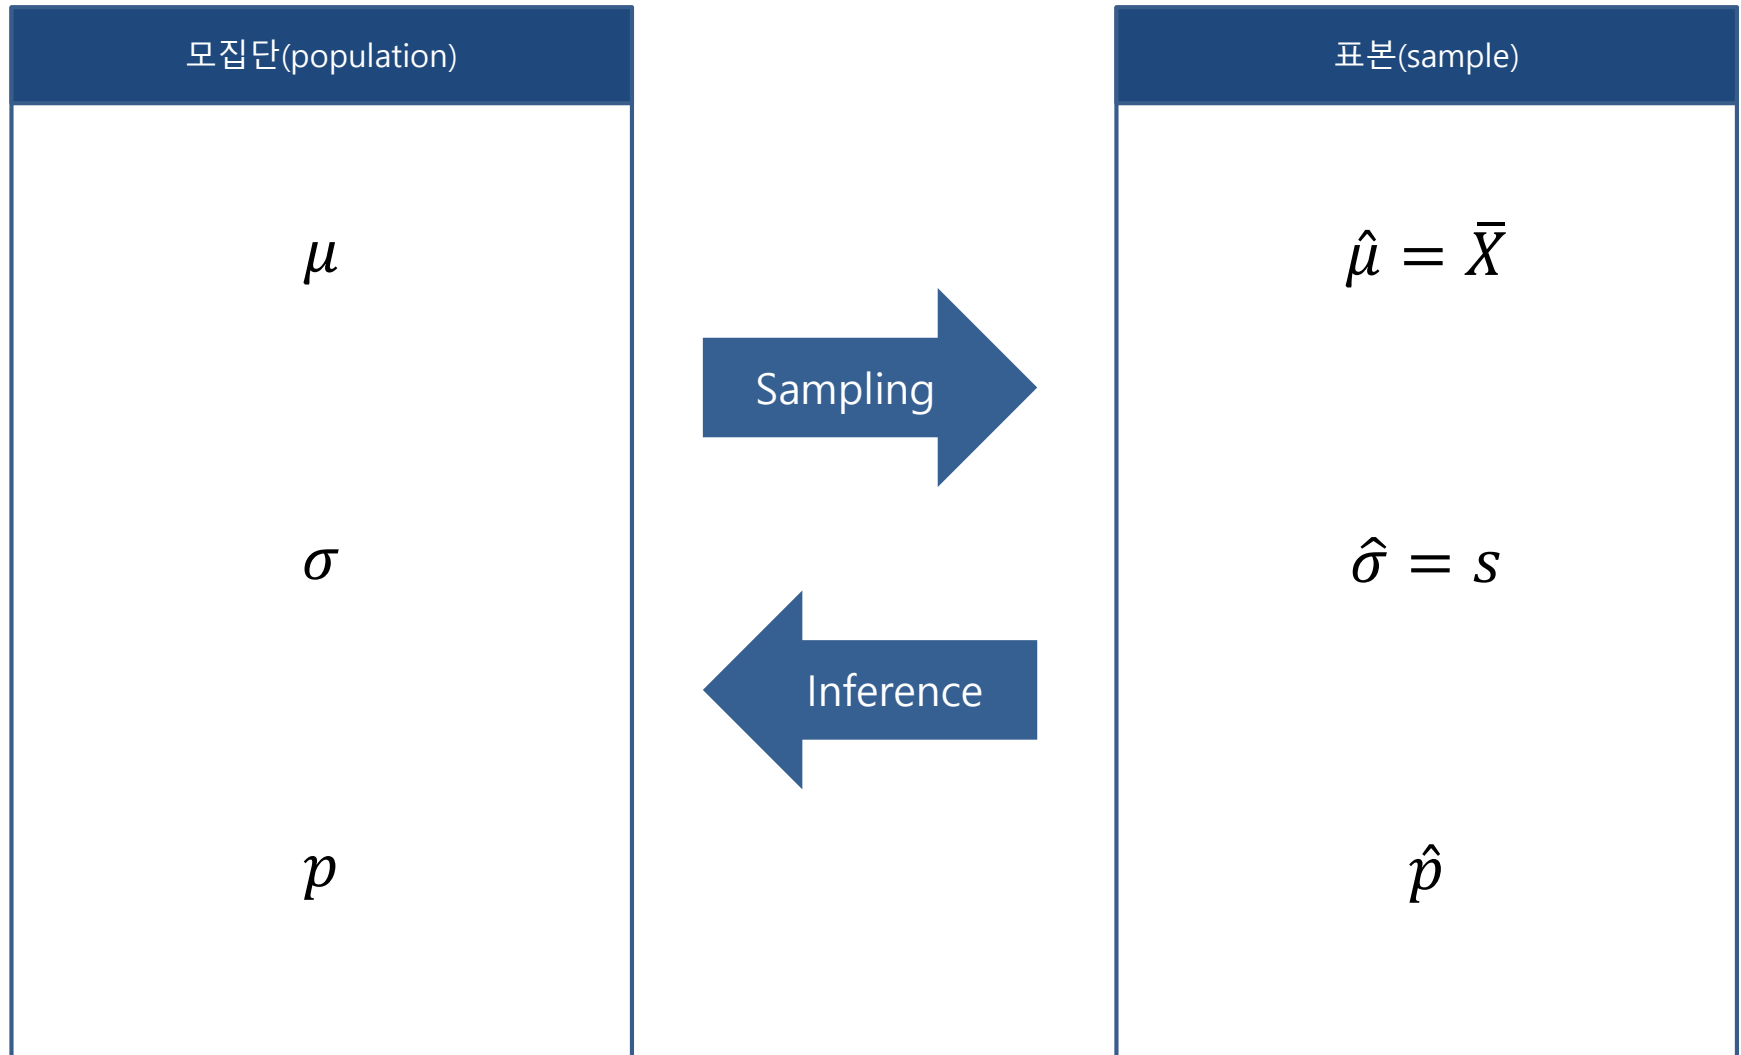 모집단(population)
μ
σ
p
Sampling
Inference
표본(sample)
μ̂ = X̄
σ̂ = s
p̂